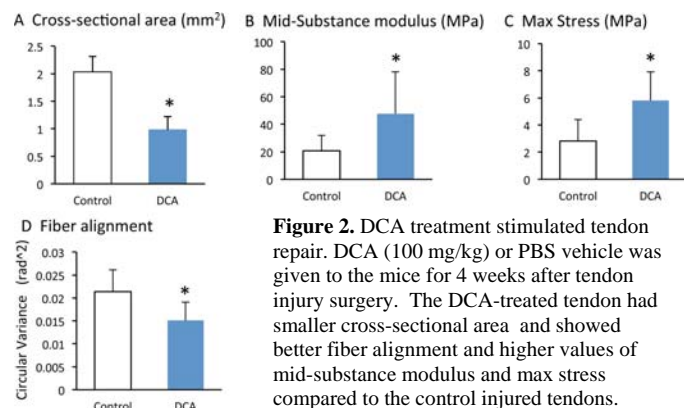 A Cross-sectional area (mm²)
2.5
2
1.5
1
0.5
0
*
Control DCA
B Mid-Substance modulus (MPa)
100
80
60
40
20
0
*
Control DCA
C Max Stress (MPa)
8
6
4
2
0
*
Control DCA
D Fiber alignment
Circular Variance (rad^2)
0.03
0.025
0.02
0.015
0.01
0.005
0
*
Control DCA
Figure 2. DCA treatment stimulated tendon
repair. DCA (100 mg/kg) or PBS vehicle was
given to the mice for 4 weeks after tendon
injury surgery. The DCA-treated tendon had
smaller cross-sectional area and showed
better fiber alignment and higher values of
mid-substance modulus and max stress
compared to the control injured tendons.